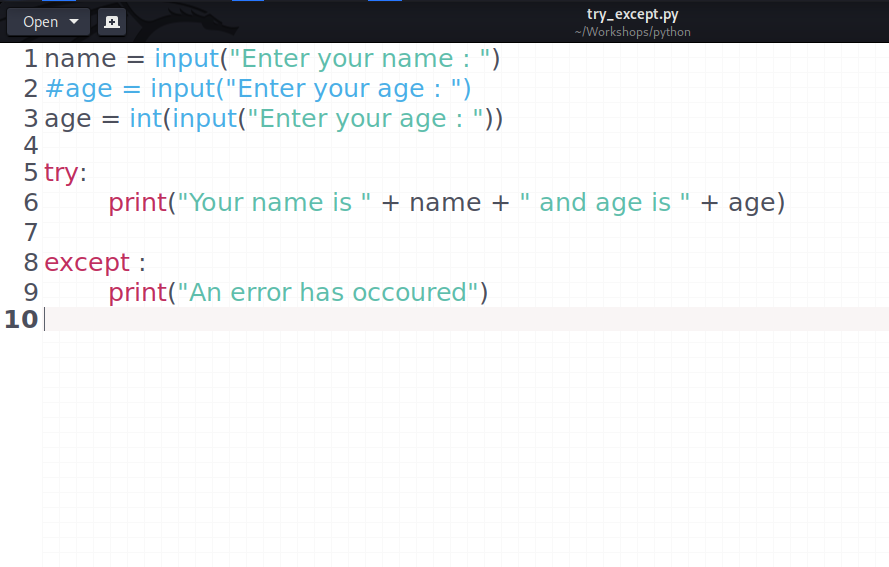 Open
try_except.py
~/Workshops/python
1 name = input("Enter your name : ")
2 #age = input("Enter your age : ")
3 age = int(input("Enter your age : "))
4
5 try:
6 print("Your name is " + name + " and age is " + age)
7
8 except :
9 print("An error has occoured")
10